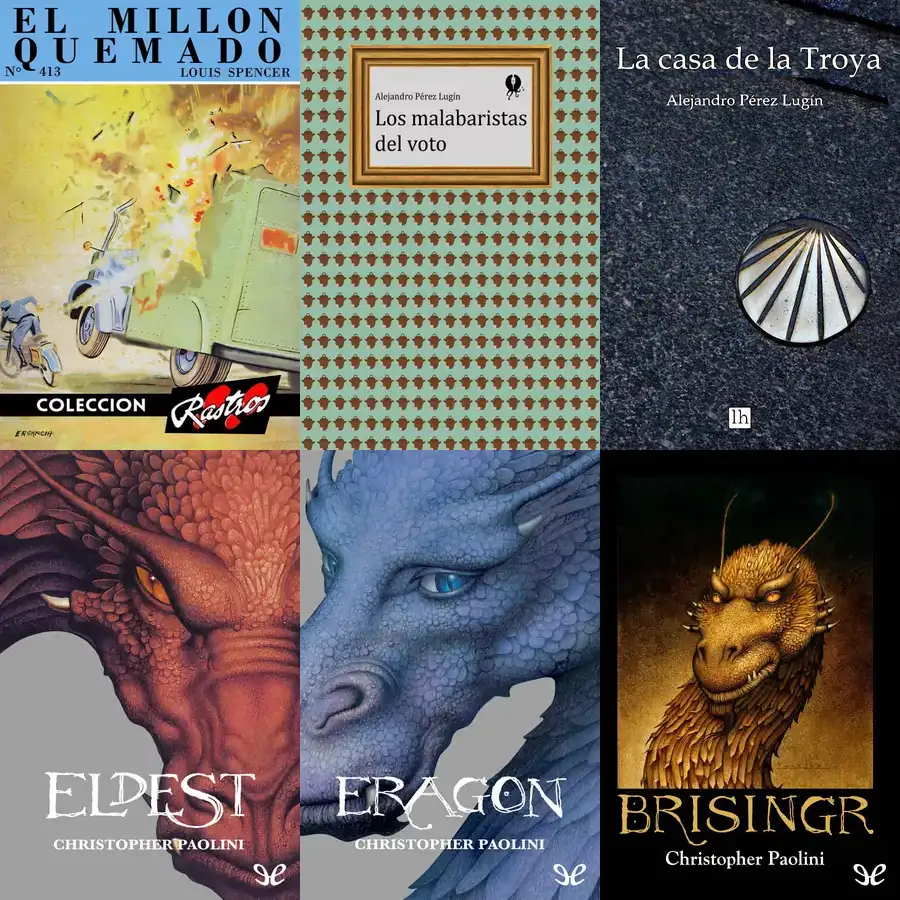 EL MILLON
QUEMADO
Nº 413
LOUIS SPENCER
COLECCION
Rastros
Alejandro Pérez Lugín
Los malabaristas
del voto
La casa de la Troya
Alejandro Pérez Lugín
lh
ELDEST
CHRISTOPHER PAOLINI
ERAGON
CHRISTOPHER PAOLINI
BRISINGR
Christopher Paolini